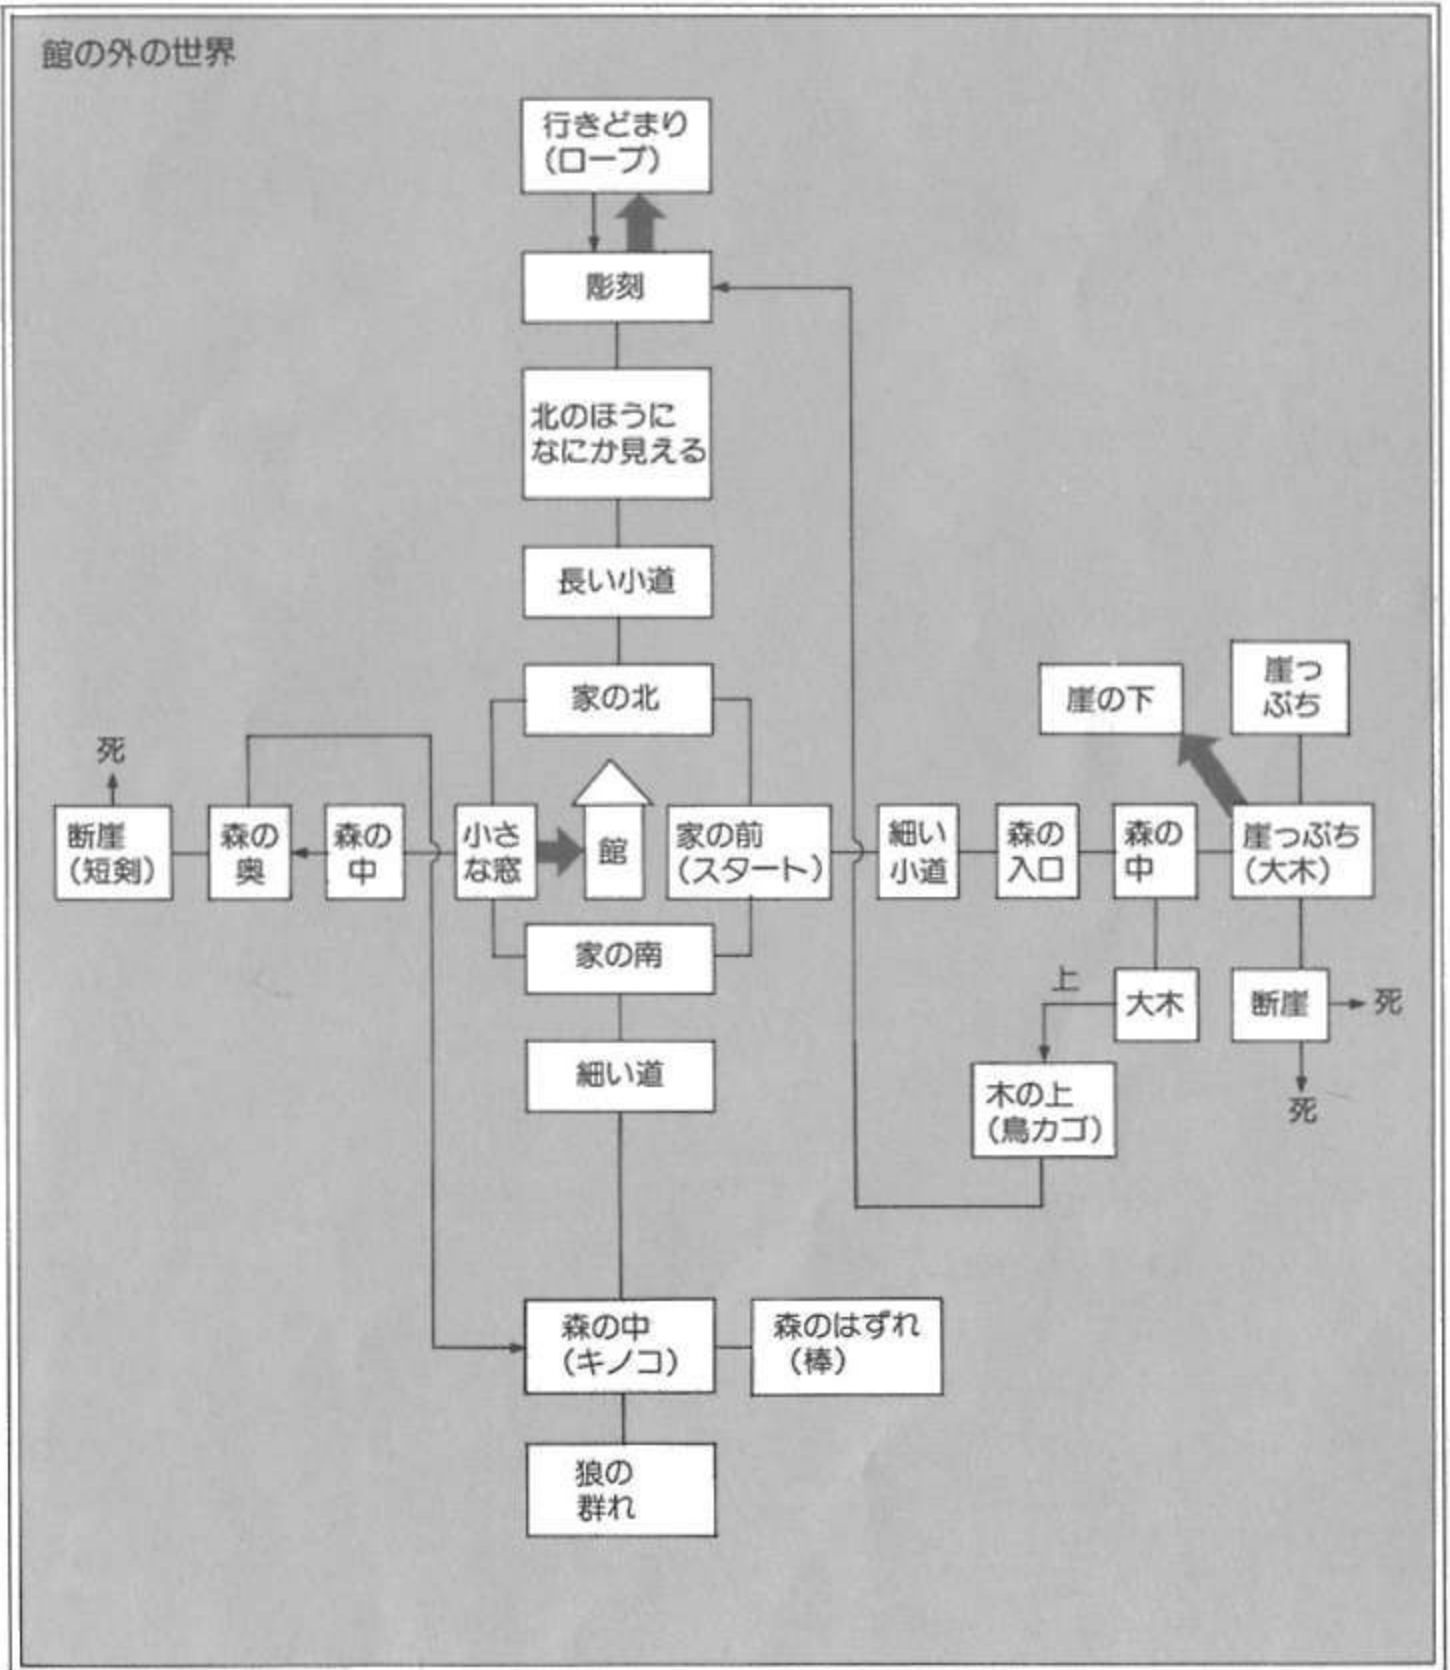 館の外の世界
行きどまり
(ロープ)
彫刻
北のほうに
なにか見える
長い小道
家の北
崖の下
崖っ
ぷち
死
断崖
(短剣)
森の
奥
森の
中
小さ
な窓
館
家の前
(スタート)
細い
小道
森の
入口
森の
中
崖っぷち
(大木)
家の南
上
大木
断崖
死
細い道
木の上
(鳥カゴ)
死
森の中
(キノコ)
森のはずれ
(棒)
狼の
群れ